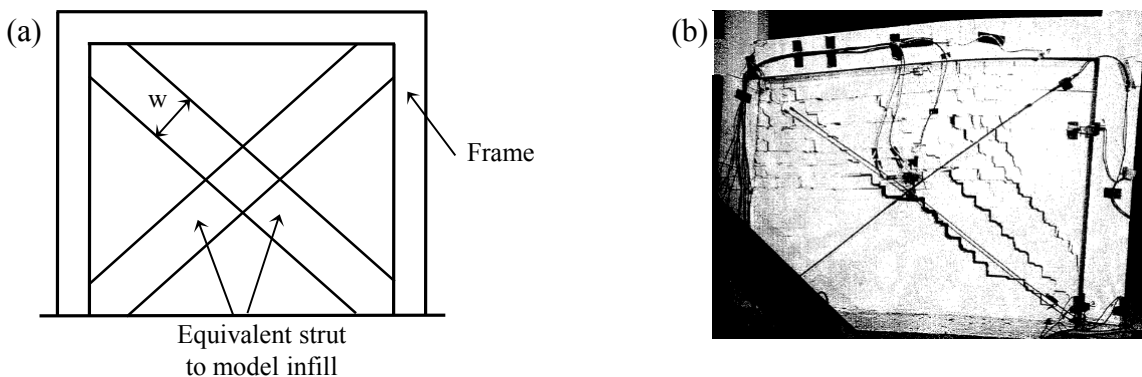 (a)
w
Frame
Equivalent strut
to model infill
(b)